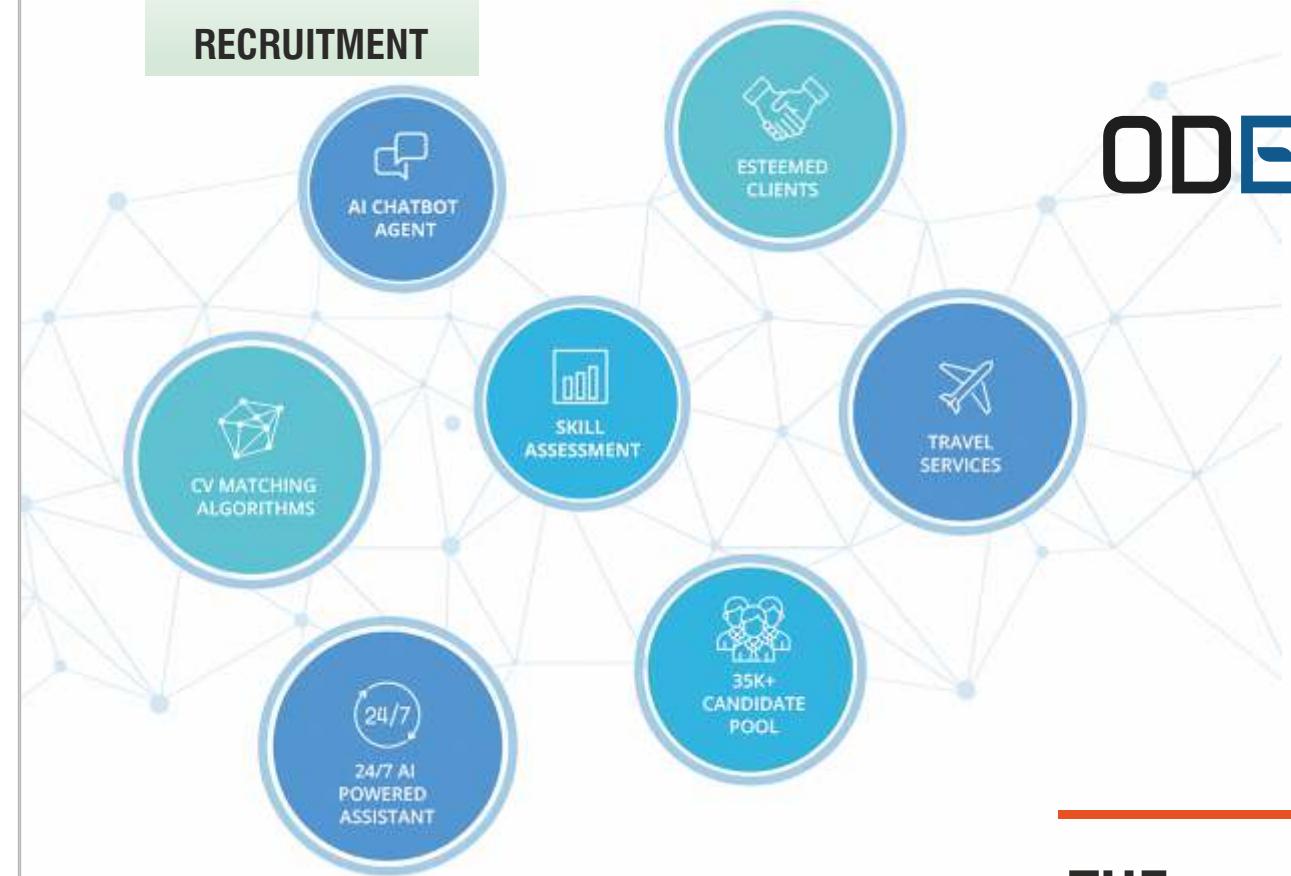 RECRUITMENT
AI CHATBOT
AGENT
ESTEEMED
CLIENTS
CV MATCHING
ALGORITHMS
SKILL
ASSESSMENT
TRAVEL
SERVICES
24/7
24/7 AI
POWERED
ASSISTANT
35K+
CANDIDATE
POOL